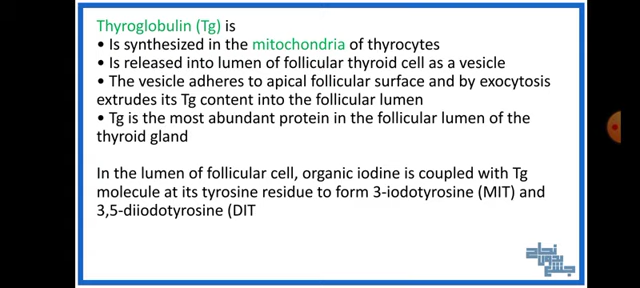 Thyroglobulin (Tg) is
• Is synthesized in the mitochondria of thyrocytes
• Is released into lumen of follicular thyroid cell as a vesicle
• The vesicle adheres to apical follicular surface and by exocytosis
extrudes its Tg content into the follicular lumen
• Tg is the most abundant protein in the follicular lumen of the
thyroid gland
In the lumen of follicular cell, organic iodine is coupled with Tg
molecule at its tyrosine residue to form 3-iodotyrosine (MIT) and
3,5-diiodotyrosine (DIT